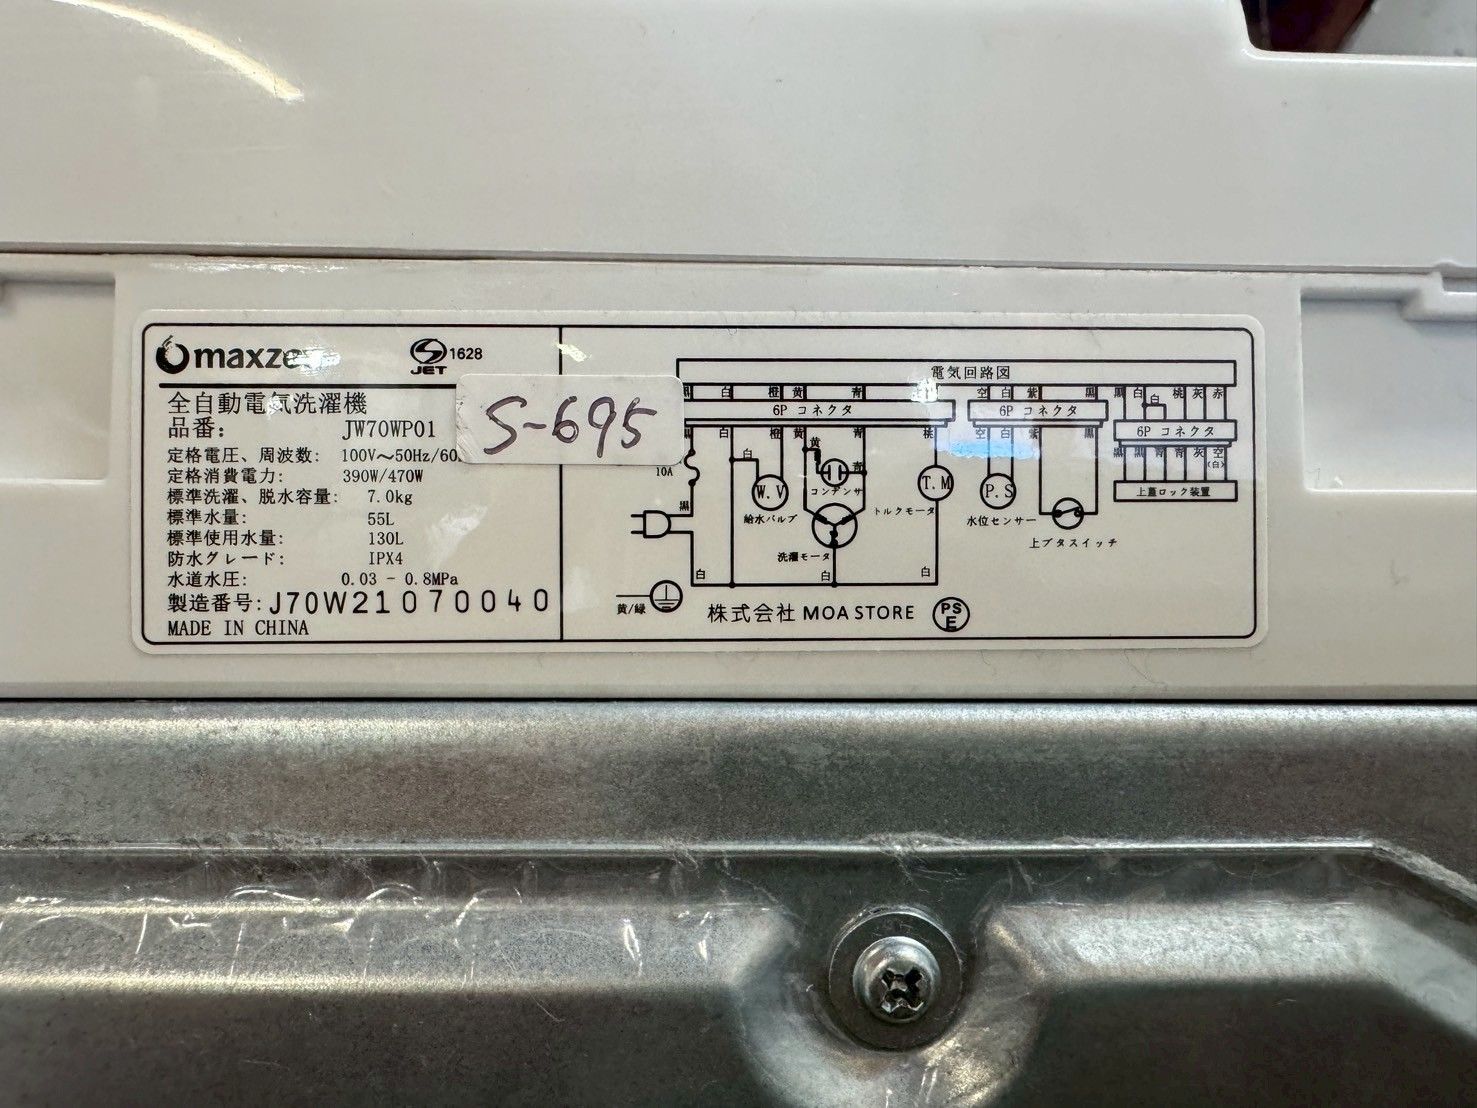 maxze
JET 1628
全自動電気洗濯機
品番: JW70WP01
S-695
定格電圧、周波数: 100V～50Hz/60
定格消費電力: 390W/470W
標準洗濯、脱水容量: 7.0kg
標準水量: 55L
標準使用水量: 130L
防水グレード: IPX4
水道水圧: 0.03 - 0.8MPa
製造番号: J70W21070040
MADE IN CHINA
電気回路図
黒 白 橙 黄 青 空 白 紫 黒 黒 白 白 桃 灰 赤
6P コネクタ 6P コネクタ 6P コネクタ
黒 白 橙 黄 青 桃 空 白 紫 黒 黒 黒 青 青 灰 空
(白)
白 黄 青
10A
W.V コンデンサ T.M P.S 上蓋ロック装置
黒 給水バルブ トルクモータ 水位センサー
洗濯モータ 上ブタスイッチ
白 白 白
黄/緑 株式会社 MOA STORE PS E